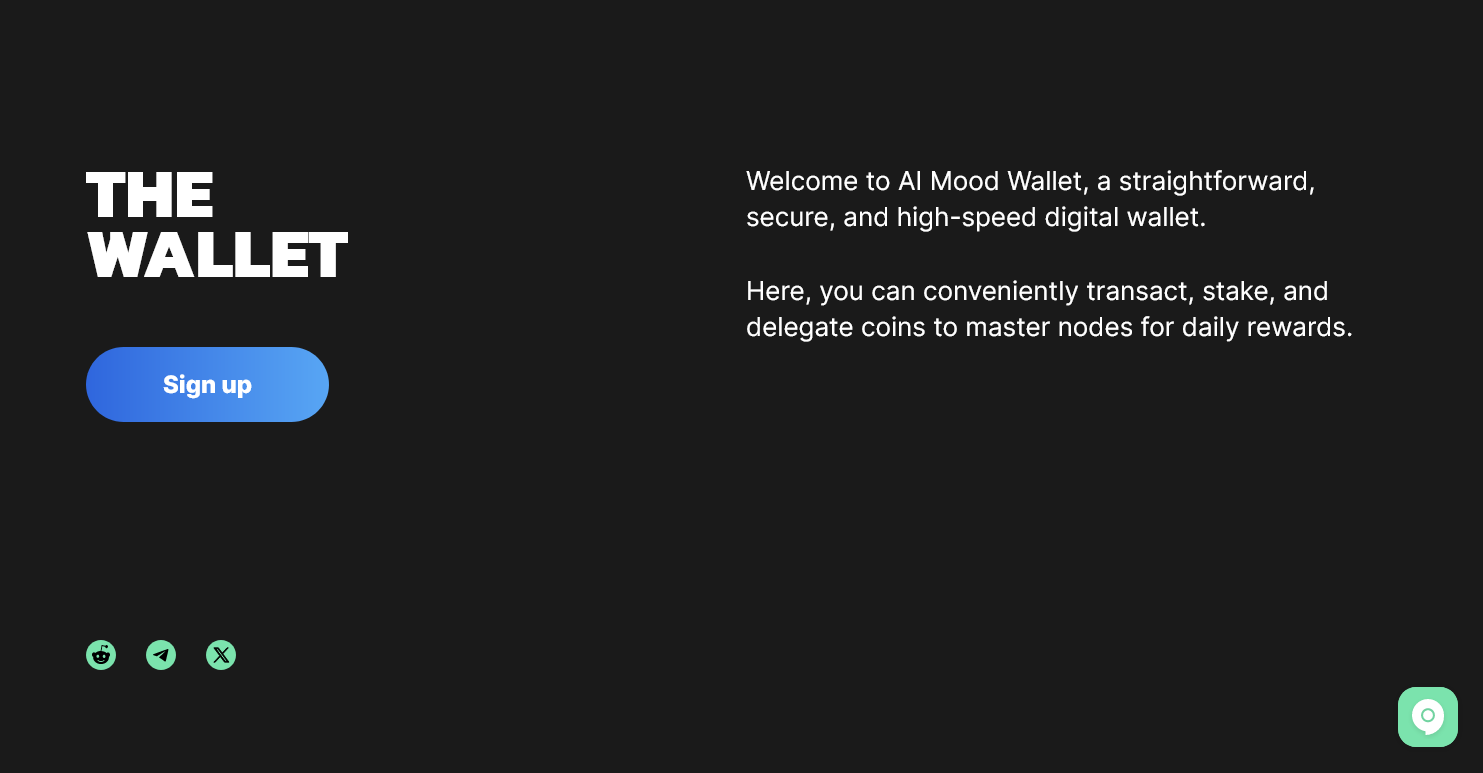 THE
WALLET
Sign up
Welcome to AI Mood Wallet, a straightforward,
secure, and high-speed digital wallet.
Here, you can conveniently transact, stake, and
delegate coins to master nodes for daily rewards.